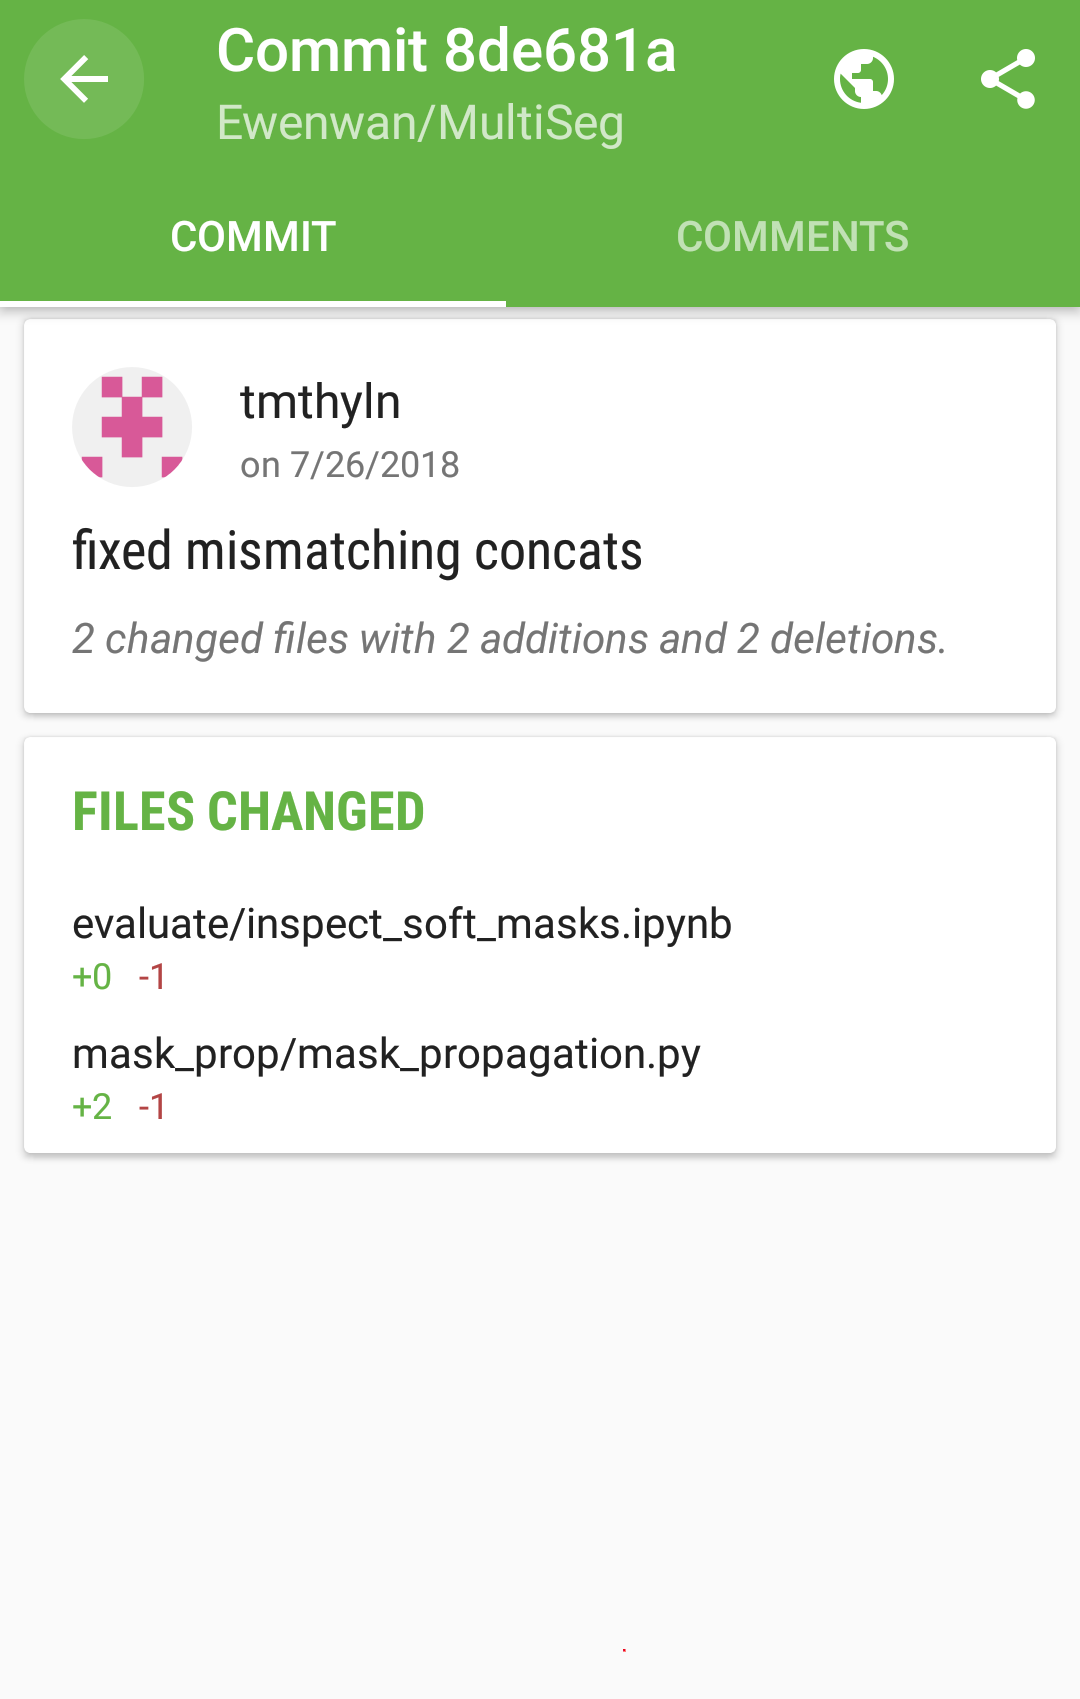 Commit 8de681a
Ewenwan/MultiSeg
COMMIT
COMMENTS
tmthyln
on 7/26/2018
fixed mismatching concats
2 changed files with 2 additions and 2 deletions.
FILES CHANGED
evaluate/inspect_soft_masks.ipynb
+0 -1
mask_prop/mask_propagation.py
+2 -1